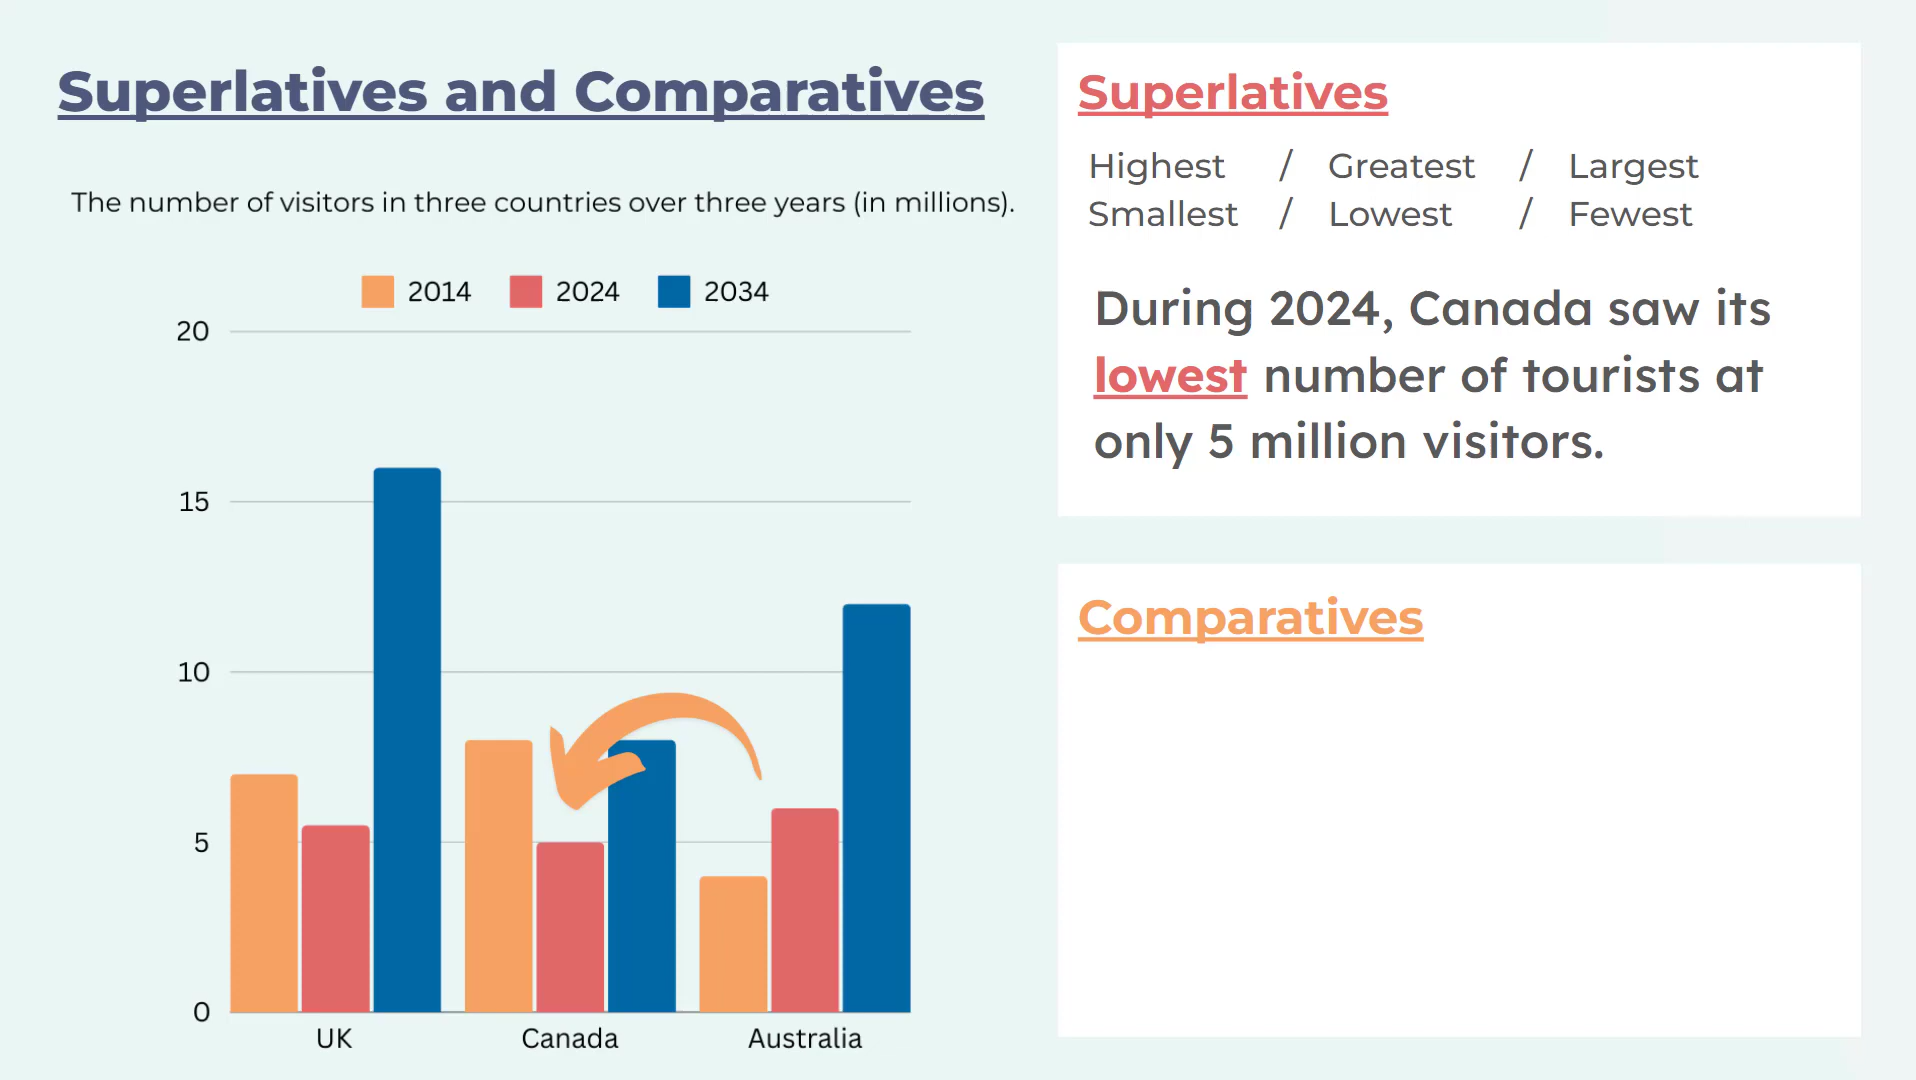 Superlatives and Comparatives
The number of visitors in three countries over three years (in millions).
2014 2024 2034
20
15
10
5
0
UK Canada Australia
Superlatives
Highest / Greatest / Largest
Smallest / Lowest / Fewest
During 2024, Canada saw its
lowest number of tourists at
only 5 million visitors.
Comparatives